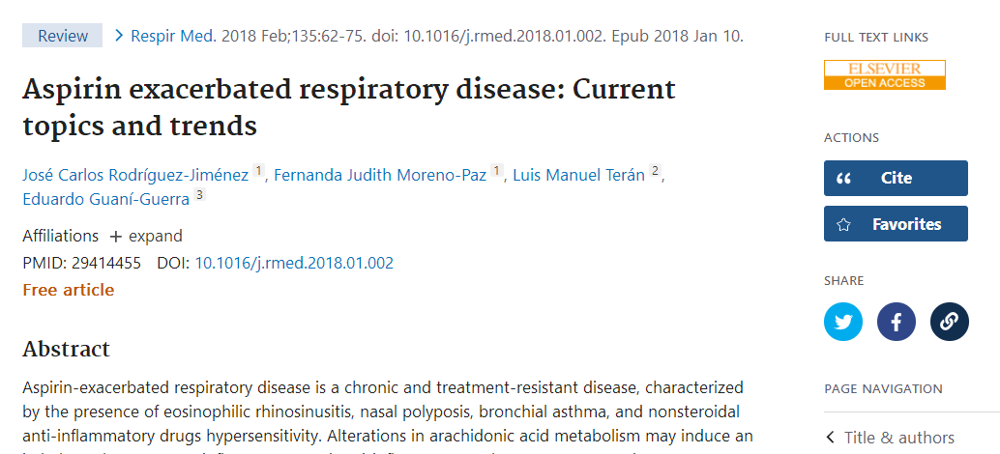 Review > Respir Med. 2018 Feb;135:62-75. doi: 10.1016/j.rmed.2018.01.002. Epub 2018 Jan 10.
Aspirin exacerbated respiratory disease: Current
topics and trends
José Carlos Rodríguez-Jiménez 1, Fernanda Judith Moreno-Paz 1, Luis Manuel Terán 2,
Eduardo Guaní-Guerra 3
Affiliations + expand
PMID: 29414455 DOI: 10.1016/j.rmed.2018.01.002
Free article
Abstract
Aspirin-exacerbated respiratory disease is a chronic and treatment-resistant disease, characterized
by the presence of eosinophilic rhinosinusitis, nasal polyposis, bronchial asthma, and nonsteroidal
anti-inflammatory drugs hypersensitivity. Alterations in arachidonic acid metabolism may induce an
FULL TEXT LINKS
ELSEVIER
OPEN ACCESS
ACTIONS
Cite
Favorites
SHARE
PAGE NAVIGATION
Title & authors